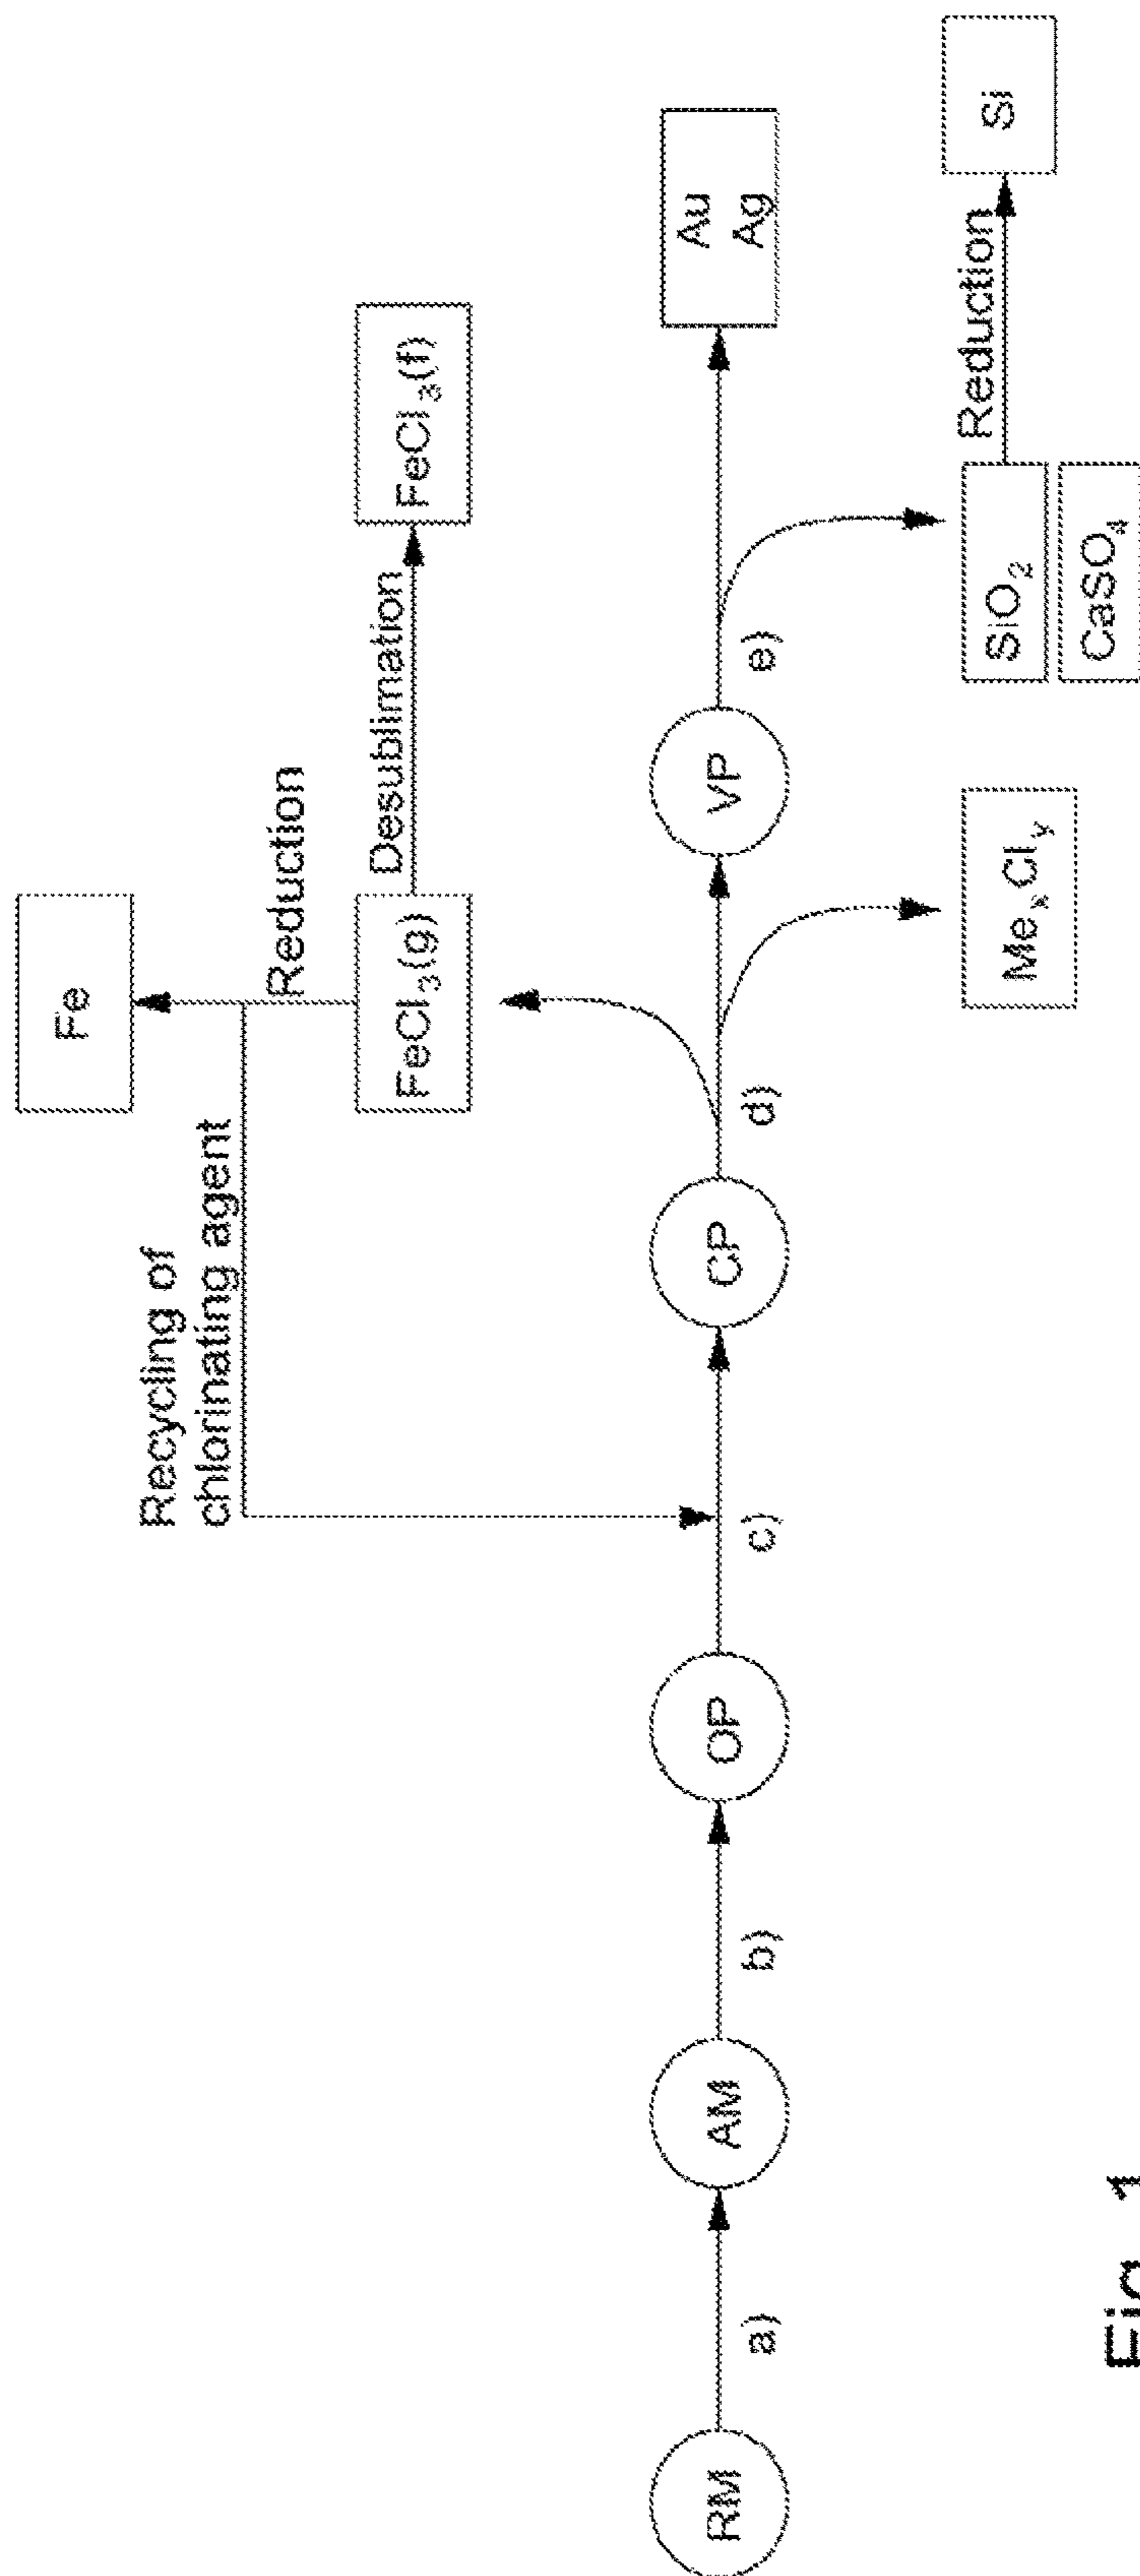 Fe
Recycling of
chlorinating agent
Reduction
Desublimation
FeCl₃(g)
FeCl₃(f)
RM
a)
AM
b)
OP
c)
CP
d)
VP
e)
Au
Ag
MeₓClᵧ
SiO₂
CaSO₄
Reduction
Si
Fig. 1